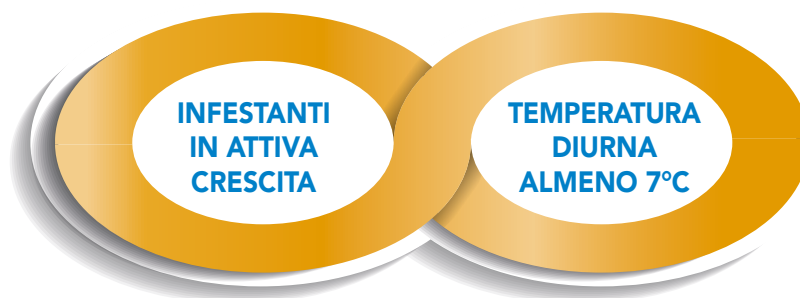 INFESTANTI
IN ATTIVA
CRESCITA
TEMPERATURA
DIURNA
ALMENO 7°C